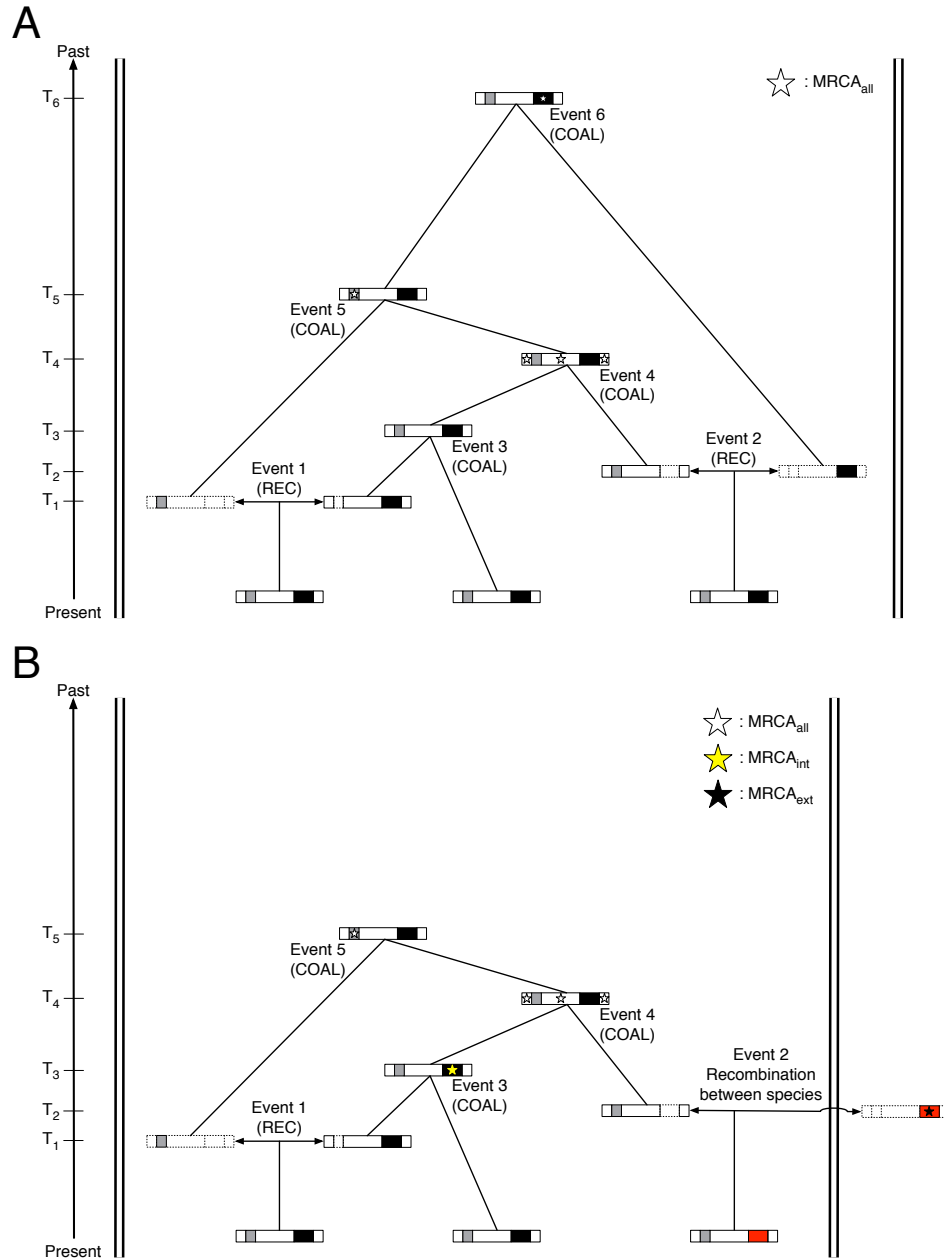 A
Past
T6
: MRCAall
Event 6
(COAL)
T5
Event 5
(COAL)
T4
Event 4
(COAL)
T3
Event 3
(COAL)
Event 2
(REC)
T2
Event 1
(REC)
T1
Present
B
Past
: MRCAall
: MRCAint
: MRCAext
T5
Event 5
(COAL)
T4
Event 4
(COAL)
Event 2
Recombination
between species
T3
Event 3
(COAL)
T2
Event 1
(REC)
T1
Present